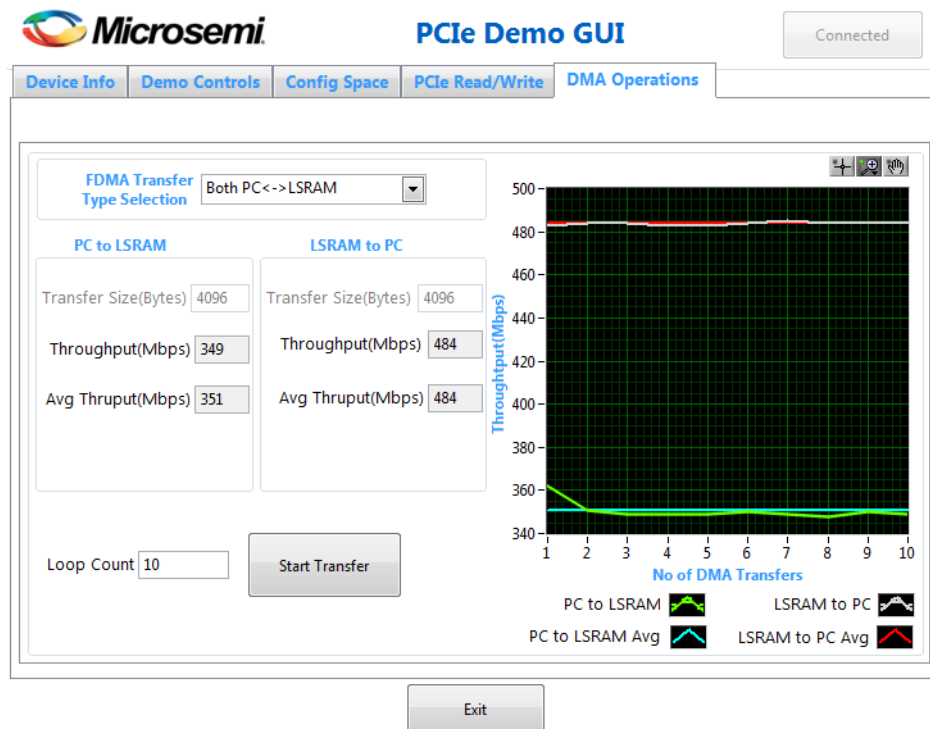 Microsemi.
PCIe Demo GUI
Connected
Device Info
Demo Controls
Config Space
PCIe Read/Write
DMA Operations
FDMA Transfer
Type Selection
Both PC<->LSRAM
PC to LSRAM
Transfer Size(Bytes) 4096
Throughput(Mbps) 349
Avg Thruput(Mbps) 351
LSRAM to PC
Transfer Size(Bytes) 4096
Throughput(Mbps) 484
Avg Thruput(Mbps) 484
Loop Count 10
Start Transfer
Throughtput(Mbps)
500
480
460
440
420
400
380
360
340
1 2 3 4 5 6 7 8 9 10
No of DMA Transfers
PC to LSRAM
LSRAM to PC
PC to LSRAM Avg
LSRAM to PC Avg
Exit